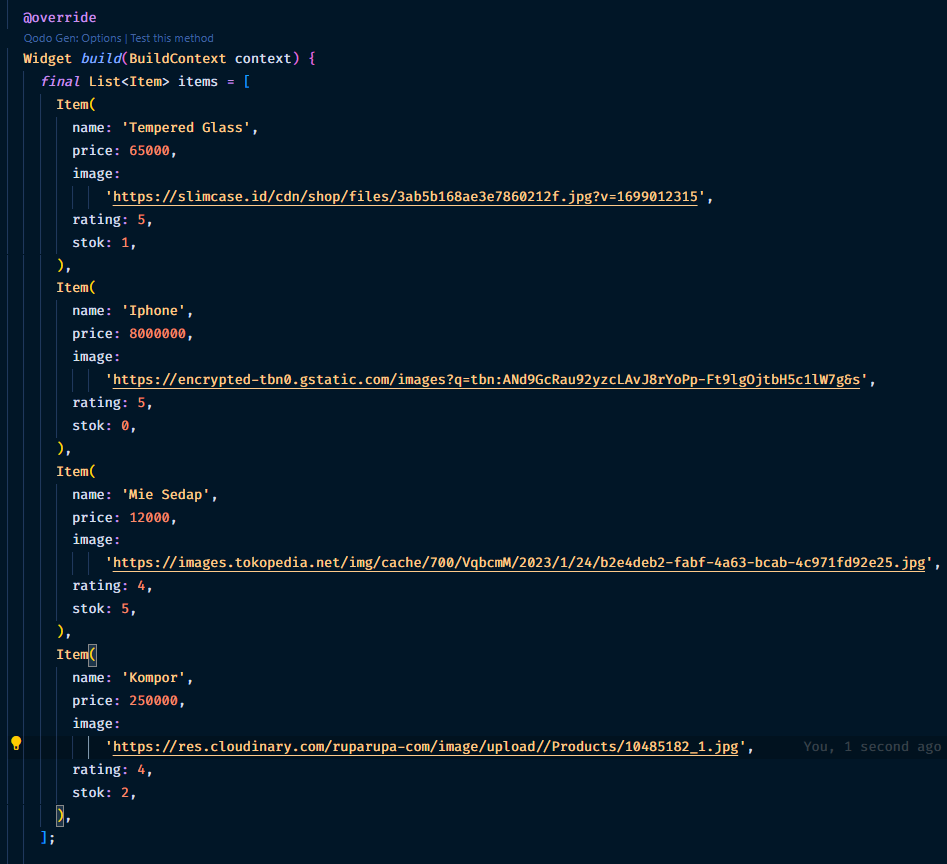 @override
Qodo Gen: Options | Test this method
Widget build(BuildContext context) {
final List<Item> items = [
Item(
name: 'Tempered Glass',
price: 65000,
image:
'https://slimcase.id/cdn/shop/files/3ab5b168ae3e7860212f.jpg?v=1699012315',
rating: 5,
stok: 1,
),
Item(
name: 'Iphone',
price: 8000000,
image:
'https://encrypted-tbn0.gstatic.com/images?q=tbn:ANd9GcRau92yzcLAvJ8rYoPp-Ft9lgOjtbH5c1lW7g&s',
rating: 5,
stok: 0,
),
Item(
name: 'Mie Sedap',
price: 12000,
image:
'https://images.tokopedia.net/img/cache/700/VqbcmM/2023/1/24/b2e4deb2-fabf-4a63-bcab-4c971fd92e25.jpg',
rating: 4,
stok: 5,
),
Item(
name: 'Kompor',
price: 250000,
image:
'https://res.cloudinary.com/ruparupa-com/image/upload//Products/10485182_1.jpg', You, 1 second ago
rating: 4,
stok: 2,
),
];